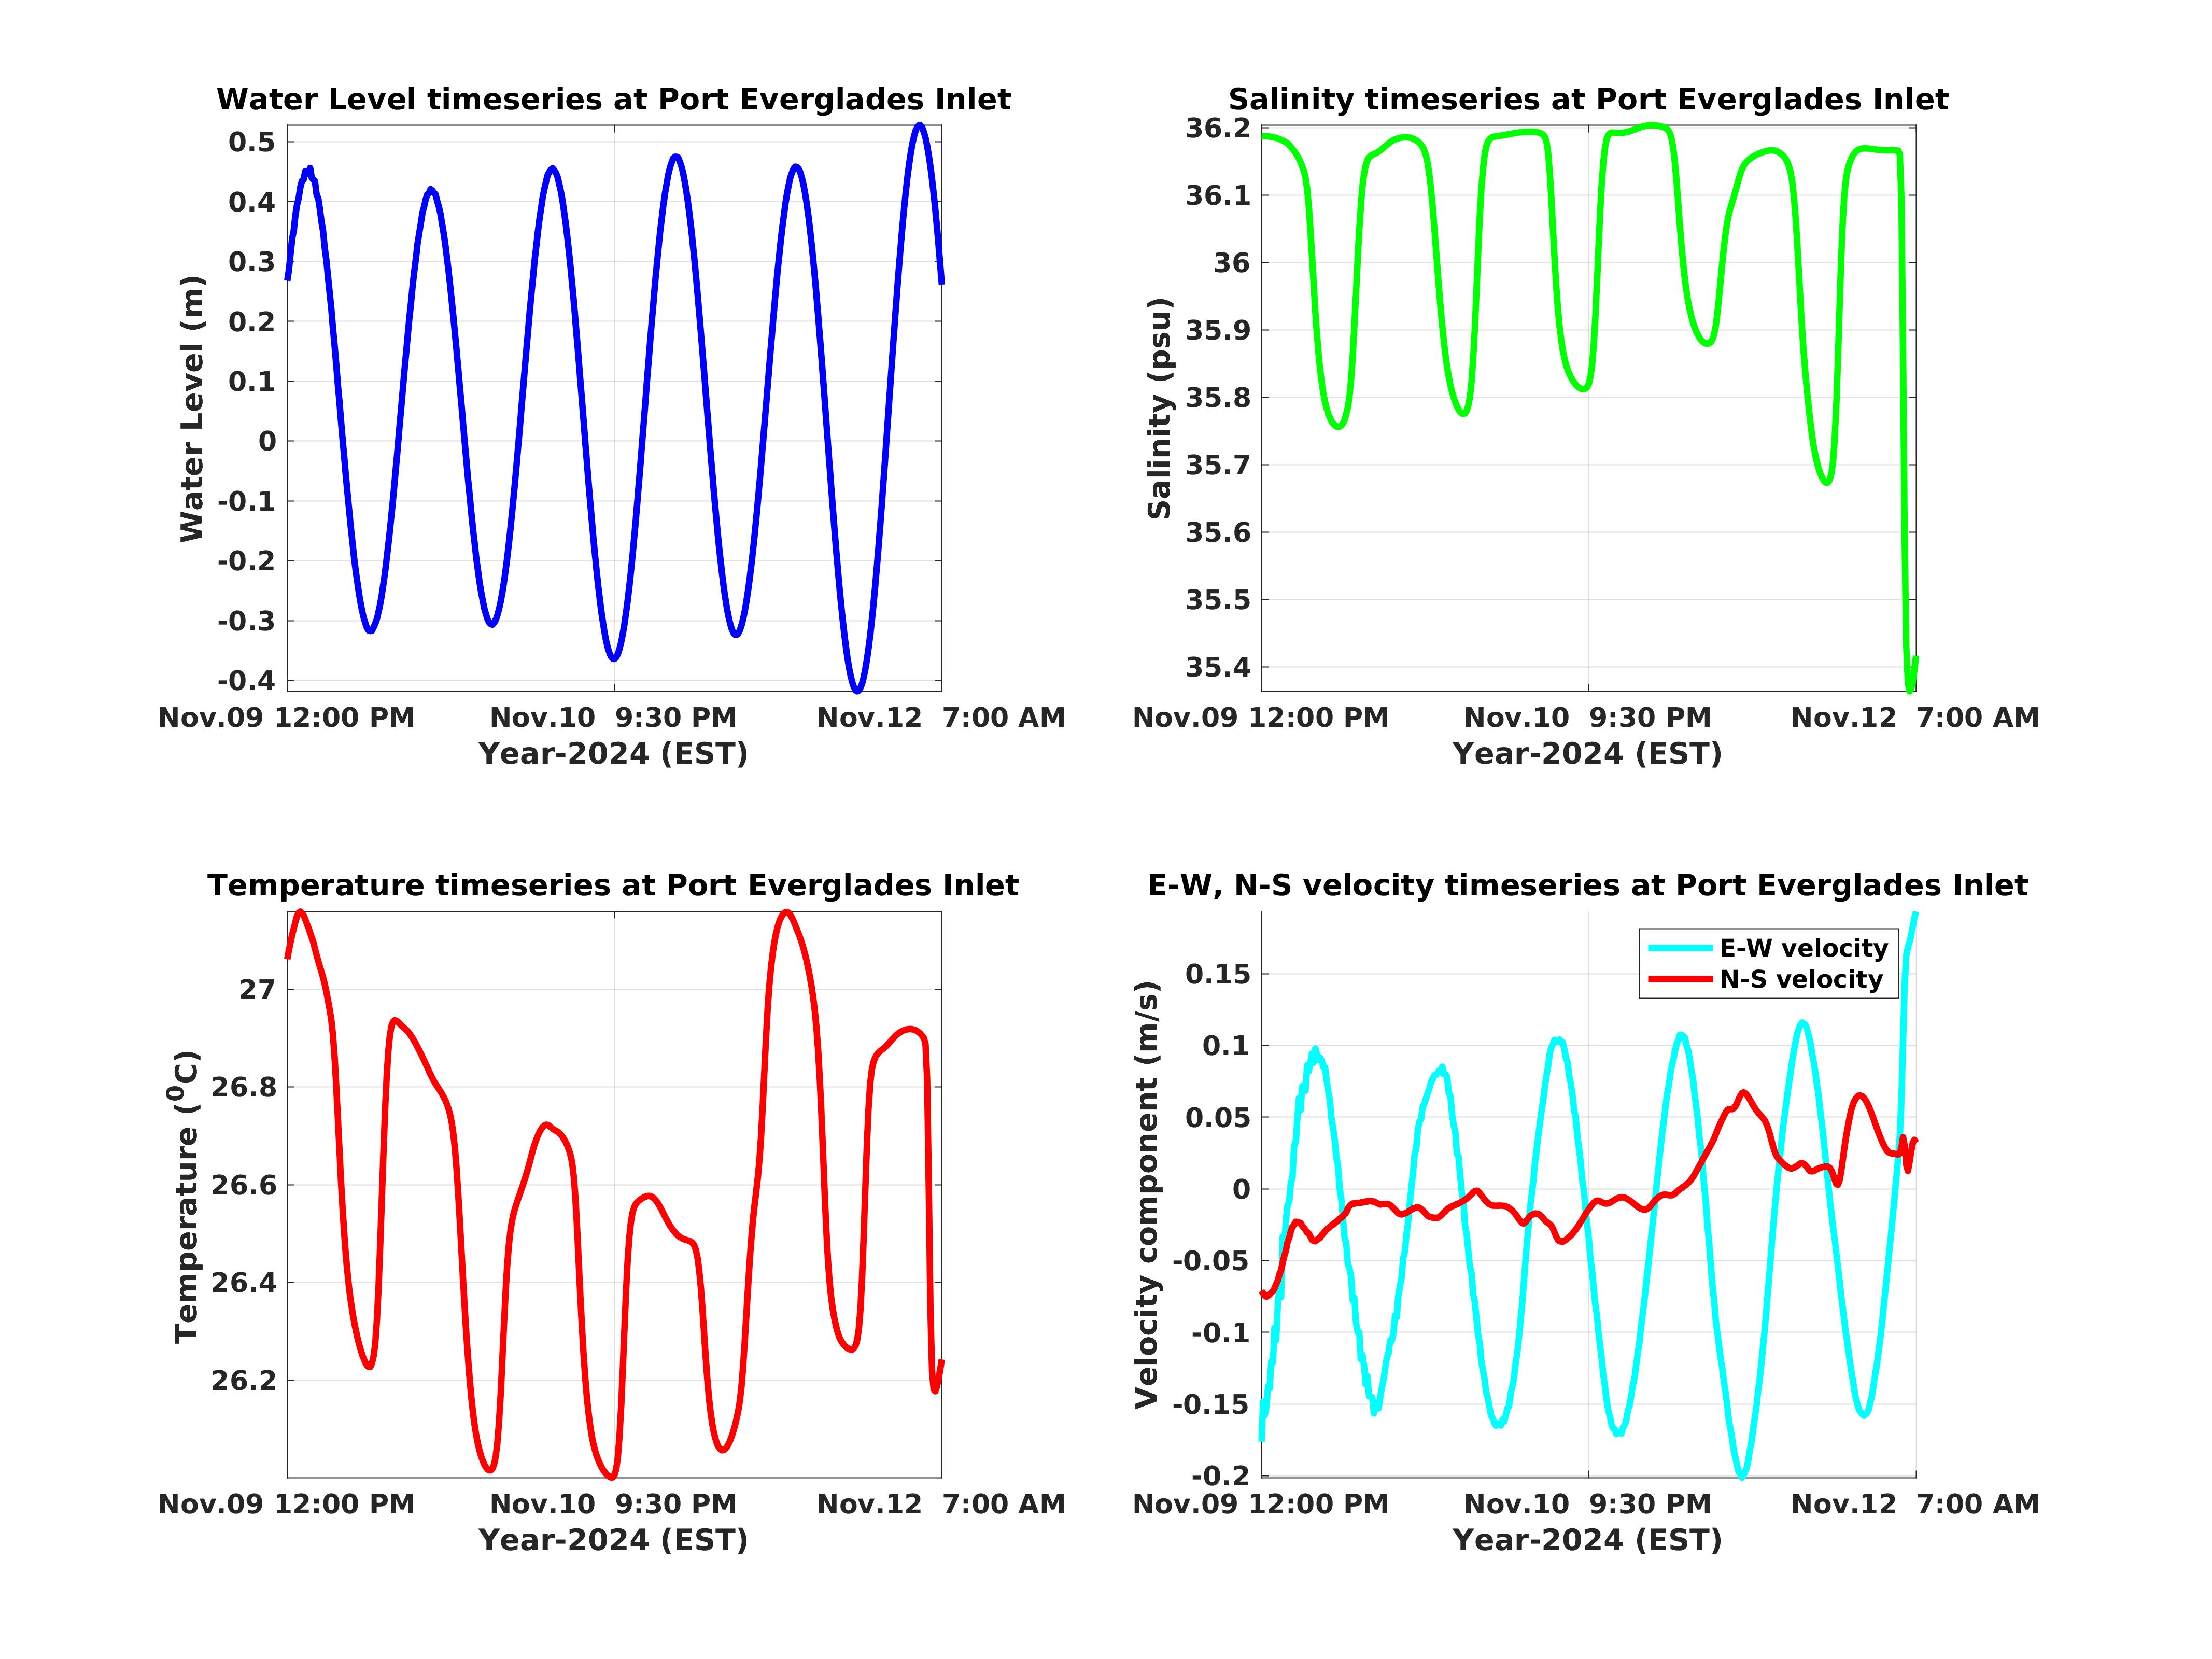 Water Level timeseries at Port Everglades Inlet
0.5
0.4
0.3
0.2
0.1
0
-0.1
-0.2
-0.3
-0.4
Water Level (m)
Nov.09 12:00 PM Nov.10 9:30 PM Nov.12 7:00 AM
Year-2024 (EST)
Salinity timeseries at Port Everglades Inlet
36.2
36.1
36
35.9
35.8
35.7
35.6
35.5
35.4
Salinity (psu)
Nov.09 12:00 PM Nov.10 9:30 PM Nov.12 7:00 AM
Year-2024 (EST)
Temperature timeseries at Port Everglades Inlet
27
26.8
26.6
26.4
26.2
Temperature (⁰C)
Nov.09 12:00 PM Nov.10 9:30 PM Nov.12 7:00 AM
Year-2024 (EST)
E-W, N-S velocity timeseries at Port Everglades Inlet
E-W velocity
N-S velocity
0.15
0.1
0.05
0
-0.05
-0.1
-0.15
-0.2
Velocity component (m/s)
Nov.09 12:00 PM Nov.10 9:30 PM Nov.12 7:00 AM
Year-2024 (EST)